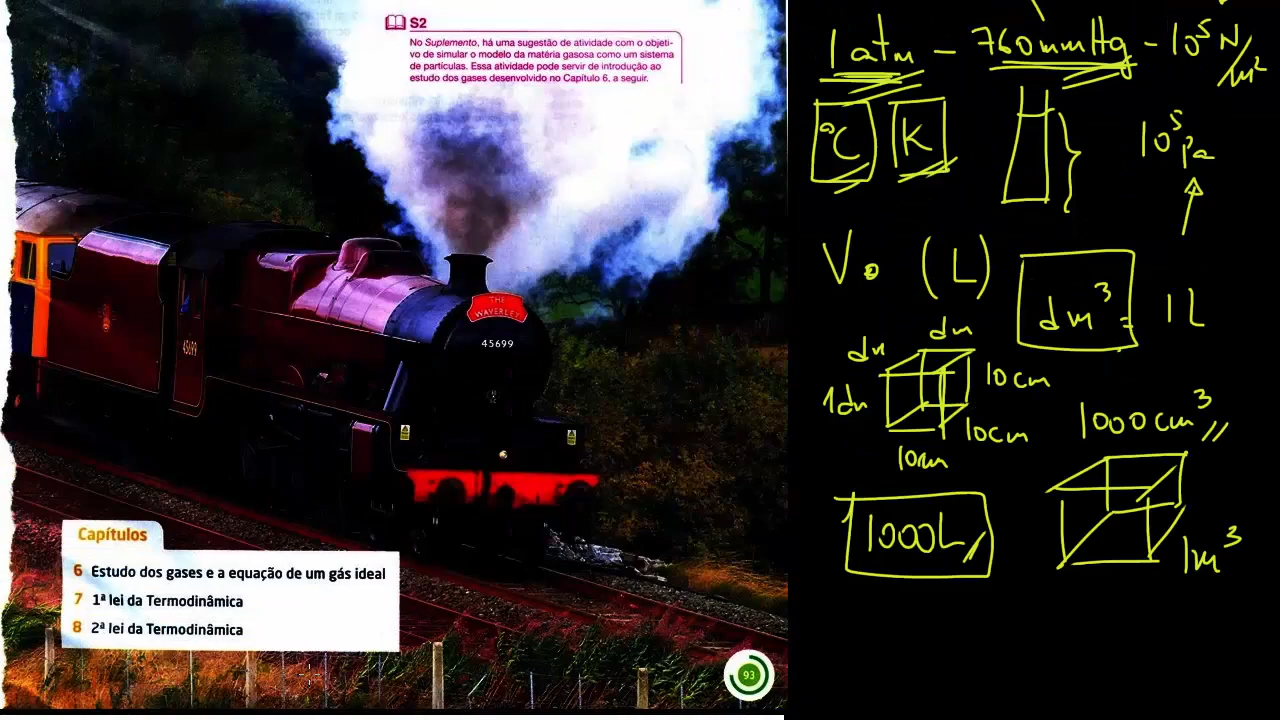 S2
No Suplemento, há uma sugestão de atividade com o objeti-
vo de simular o modelo da matéria gasosa como um sistema
de partículas. Essa atividade pode servir de introdução ao
estudo dos gases desenvolvido no Capítulo 6, a seguir.
THE
WAVERLEY
45699
45699
Capítulos
6 Estudo dos gases e a equação de um gás ideal
7 1ª lei da Termodinâmica
8 2ª lei da Termodinâmica
93
1 atm - 760 mmHg - 10⁵ N/m²
°C K
10⁵ Pa
V (L) dm³ = 1L
dm
dm
1dm
10cm
10cm
10cm
1000cm³
1000L
1m³